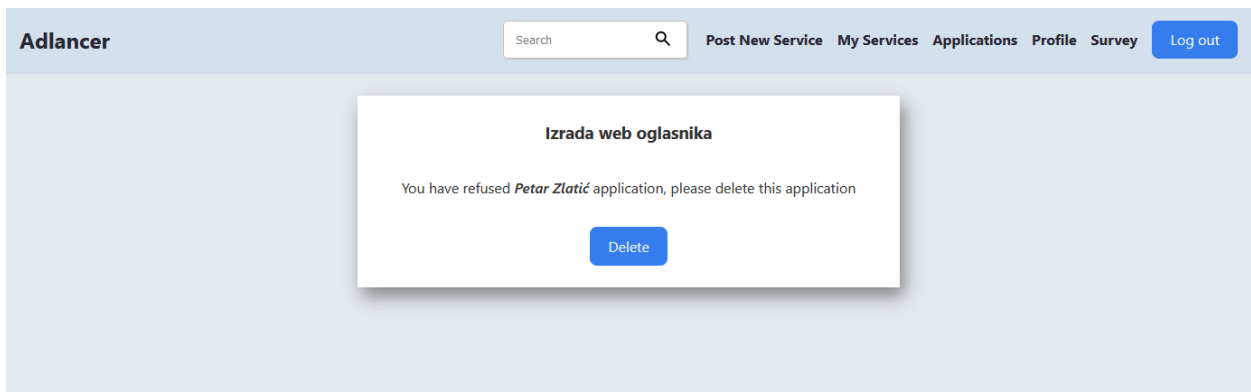 Adlancer
Search
Post New Service My Services Applications Profile Survey Log out
Izrada web oglasnika
You have refused Petar Zlatić application, please delete this application
Delete